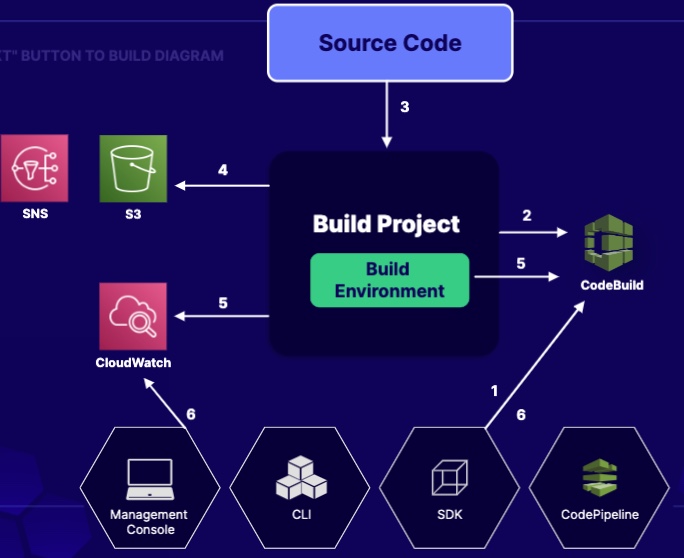 Source Code
T" BUTTON TO BUILD DIAGRAM
3
4
SNS
S3
Build Project
2
Build
Environment
5
CodeBuild
5
CloudWatch
1
6
6
Management
Console
CLI
SDK
CodePipeline